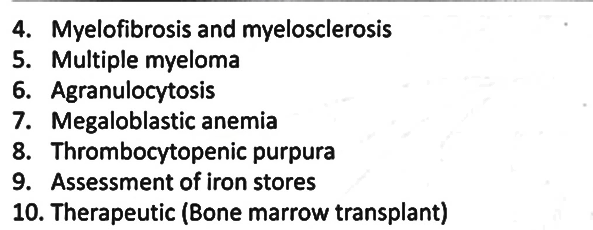 4. Myelofibrosis and myelosclerosis
5. Multiple myeloma
6. Agranulocytosis
7. Megaloblastic anemia
8. Thrombocytopenic purpura
9. Assessment of iron stores
10. Therapeutic (Bone marrow transplant)